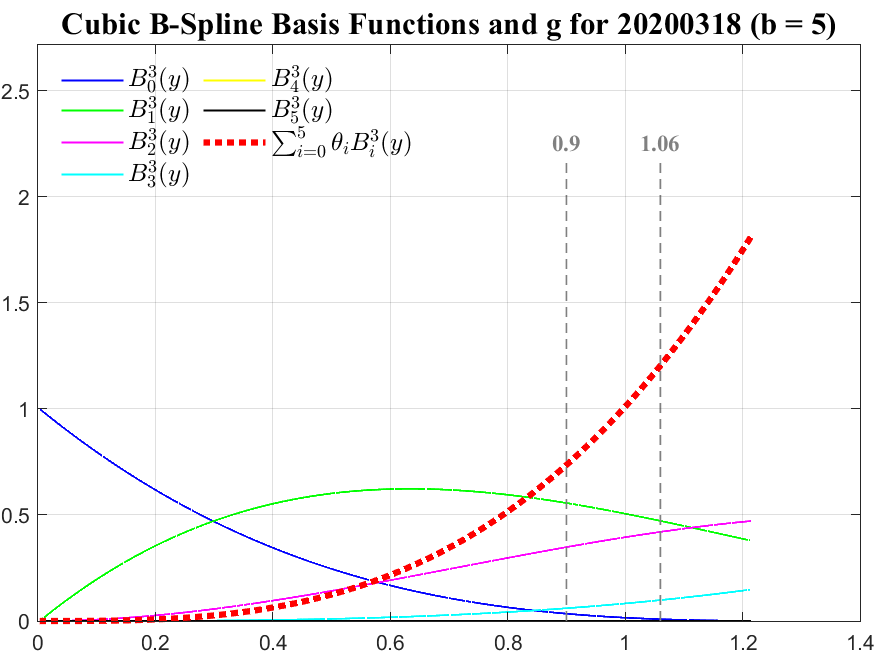 Cubic B-Spline Basis Functions and g for 20200318 (b = 5)
B_0^3(y)
B_1^3(y)
B_2^3(y)
B_3^3(y)
B_4^3(y)
B_5^3(y)
∑_{i=0}^5 θ_i B_i^3(y)
0.9
1.06
2.5
2
1.5
1
0.5
0
0 0.2 0.4 0.6 0.8 1 1.2 1.4